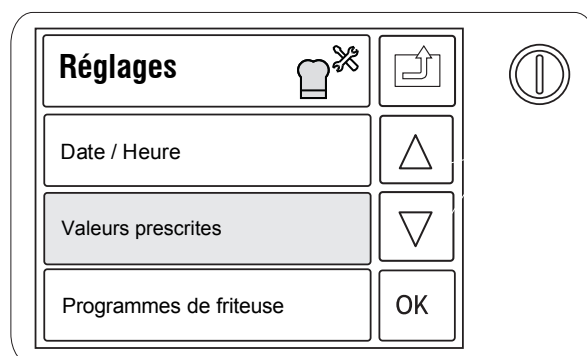 Réglages
Date / Heure
Valeurs prescrites
Programmes de friteuse
OK